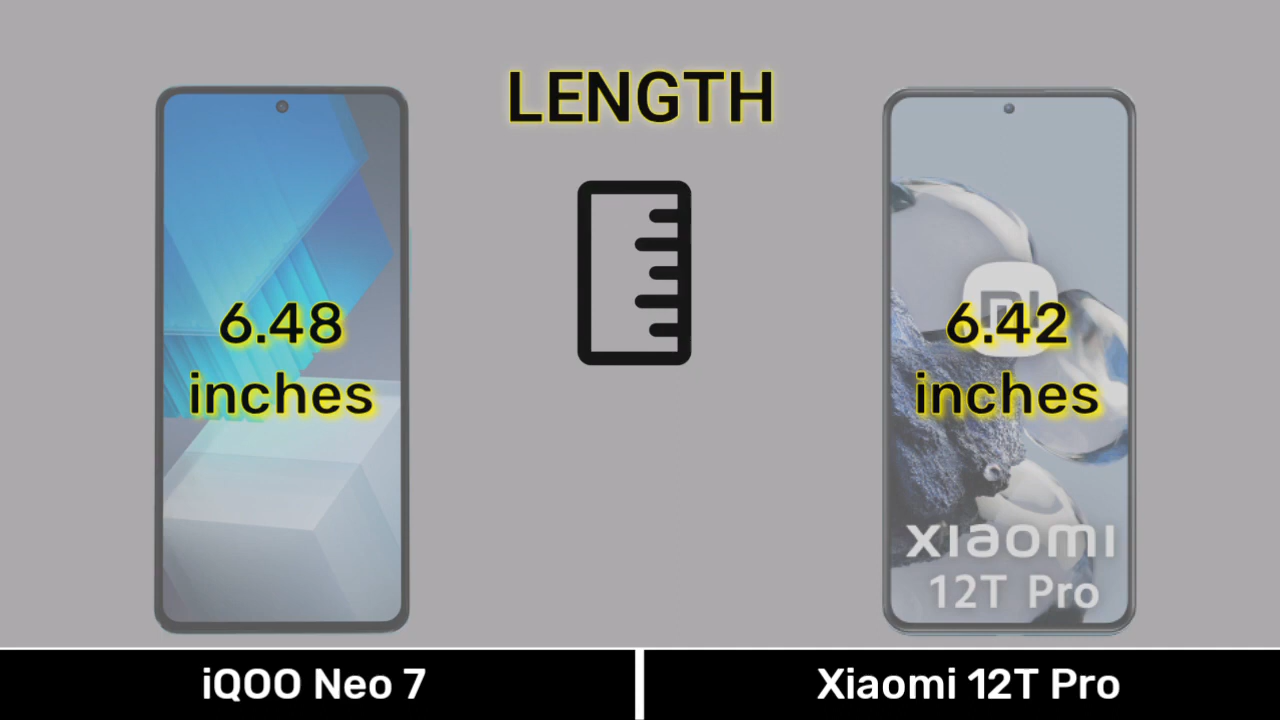 LENGTH
6.48
inches
6.42
inches
xiaomi
12T Pro
iQOO Neo 7
Xiaomi 12T Pro